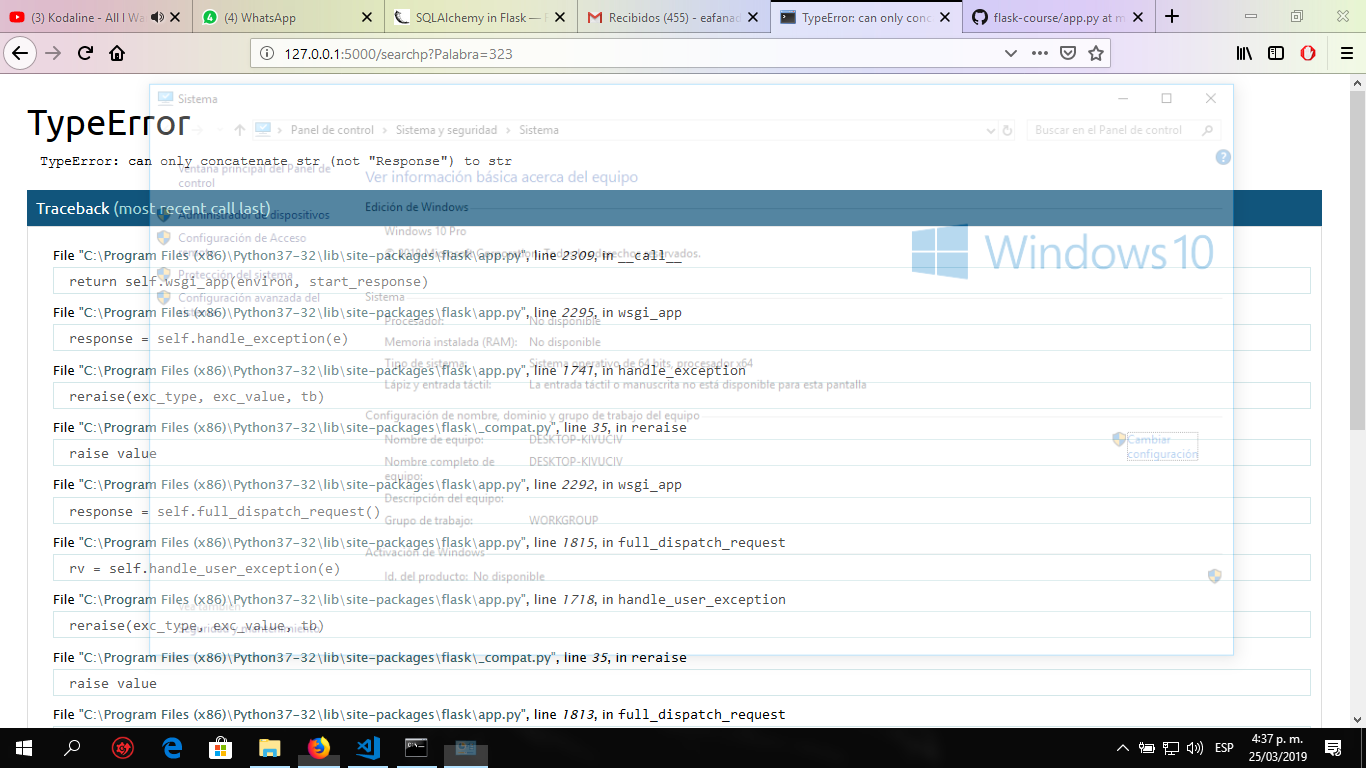 (3) Kodaline - All I Wa
(4) WhatsApp
SQLAlchemy in Flask — F
Recibidos (455) - eafanad
TypeError: can only conc
flask-course/app.py at m
127.0.0.1:5000/searchp?Palabra=323
Sistema
TypeError
Panel de control › Sistema y seguridad › Sistema
Buscar en el Panel de control
TypeError: can only concatenate str (not "Response") to str
Ventana principal del Panel de
control
Ver información básica acerca del equipo
Traceback (most recent call last)
Administrador de dispositivos
Edición de Windows
Windows 10 Pro
Configuración de Acceso
Windows 10
File "C:\Program Files (x86)\Python37-32\lib\site-packages\flask\app.py", line 2309, in __call__
© 2018 Microsoft Corporation. Todos los derechos reservados.
Protección del sistema
return self.wsgi_app(environ, start_response)
Configuración avanzada del
Sistema
File "C:\Program Files (x86)\Python37-32\lib\site-packages\flask\app.py", line 2295, in wsgi_app
Procesador: No disponible
response = self.handle_exception(e)
Memoria instalada (RAM): No disponible
Tipo de sistema: Sistema operativo de 64 bits, procesador x64
File "C:\Program Files (x86)\Python37-32\lib\site-packages\flask\app.py", line 1741, in handle_exception
Lápiz y entrada táctil: La entrada táctil o manuscrita no está disponible para esta pantalla
reraise(exc_type, exc_value, tb)
Configuración de nombre, dominio y grupo de trabajo del equipo
File "C:\Program Files (x86)\Python37-32\lib\site-packages\flask\_compat.py", line 35, in reraise
Nombre de equipo: DESKTOP-KIVUCIV
Cambiar
configuración
raise value
Nombre completo de
equipo:
DESKTOP-KIVUCIV
File "C:\Program Files (x86)\Python37-32\lib\site-packages\flask\app.py", line 2292, in wsgi_app
Descripción del equipo:
response = self.full_dispatch_request()
Grupo de trabajo: WORKGROUP
File "C:\Program Files (x86)\Python37-32\lib\site-packages\flask\app.py", line 1815, in full_dispatch_request
Activación de Windows
rv = self.handle_user_exception(e)
Id. del producto: No disponible
File "C:\Program Files (x86)\Python37-32\lib\site-packages\flask\app.py", line 1718, in handle_user_exception
Vea también
reraise(exc_type, exc_value, tb)
Seguridad y mantenimiento
File "C:\Program Files (x86)\Python37-32\lib\site-packages\flask\_compat.py", line 35, in reraise
raise value
File "C:\Program Files (x86)\Python37-32\lib\site-packages\flask\app.py", line 1813, in full_dispatch_request
ESP
4:37 p. m.
25/03/2019